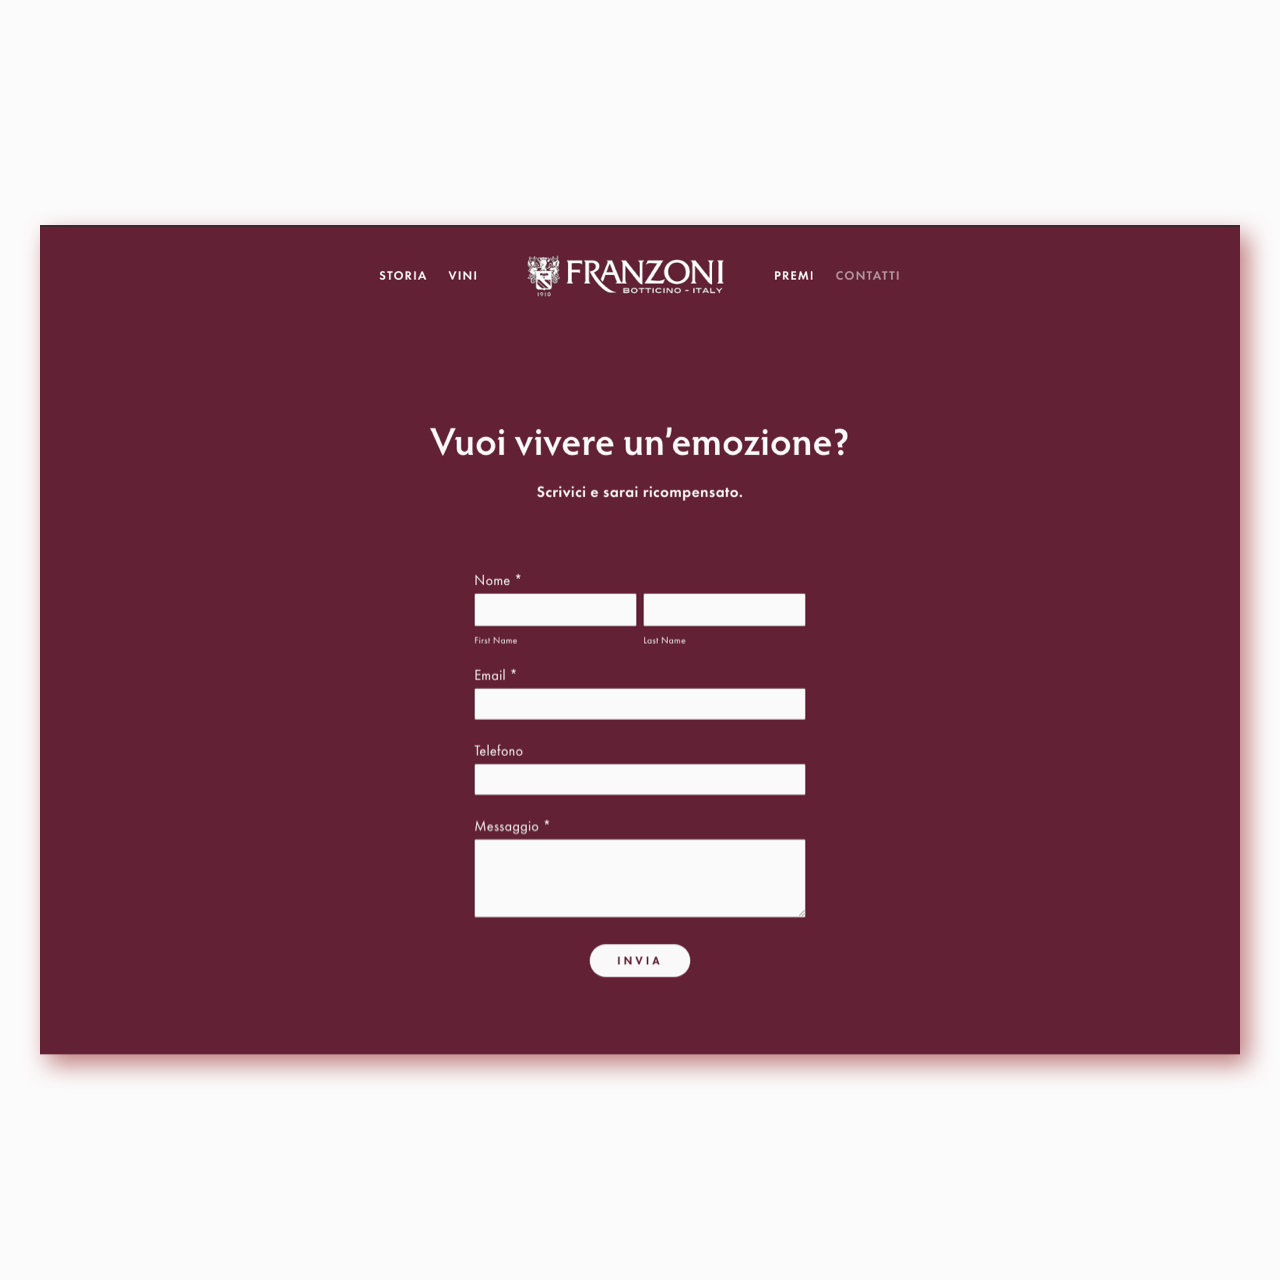 STORIA VINI FRANZONI PREMI CONTATTI
BOTTICINO - ITALY
1910
Vuoi vivere un'emozione?
Scrivici e sarai ricompensato.
Nome *
First Name Last Name
Email *
Telefono
Messaggio *
INVIA